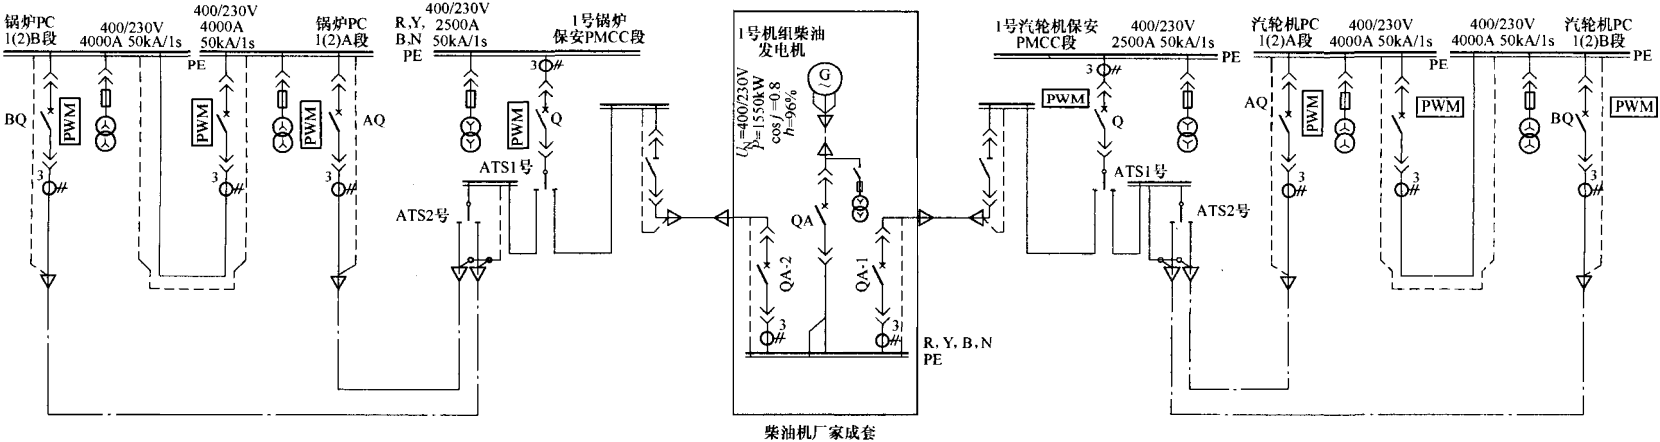 锅炉PC
1(2)B段
400/230V
4000A 50kA/1s
400/230V
4000A
50kA/1s
锅炉PC
1(2)A段
R,Y,
B,N
PE
400/230V
2500A
50kA/1s
1号锅炉
保安PMCC段
1号机组柴油
发电机
G
~
U_N=400/230V
P=1550kW
cosf=0.8
h=96%
1号汽轮机保安
PMCC段
400/230V
2500A 50kA/1s
PE
汽轮机PC
1(2)A段
400/230V
4000A 50kA/1s
PE
400/230V
4000A 50kA/1s
汽轮机PC
1(2)B段
PE
PE
BQ
PWM
PWM
PWM
AQ
3
PWM
Q
3
PWM
Q
AQ
PWM
PWM
BQ
PWM
3
3
3
3
3
3
ATS1号
ATS2号
ATS1号
ATS2号
QA
QA-2
QA-1
3
3
R, Y, B, N
PE
柴油机厂家成套